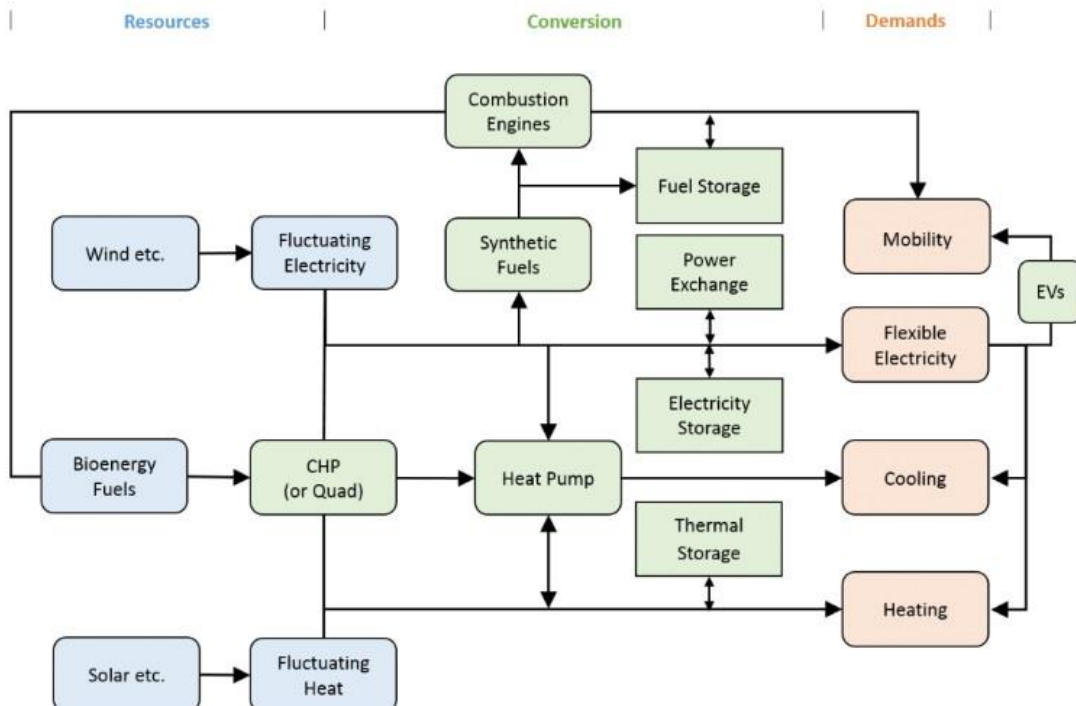 Resources
Conversion
Demands
Combustion
Engines
Fuel Storage
Wind etc.
Fluctuating
Electricity
Synthetic
Fuels
Power
Exchange
Mobility
EVs
Flexible
Electricity
Electricity
Storage
Bioenergy
Fuels
CHP
(or Quad)
Heat Pump
Cooling
Thermal
Storage
Heating
Solar etc.
Fluctuating
Heat